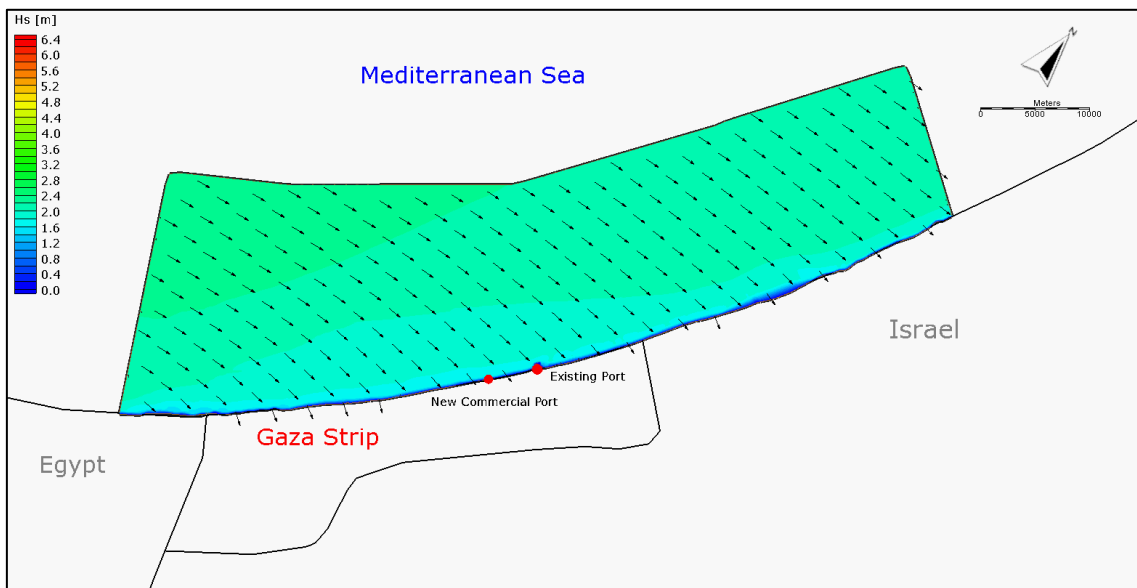 Hs [m]
6.4
6.0
5.6
5.2
4.8
4.4
4.0
3.6
3.2
2.8
2.4
2.0
1.6
1.2
0.8
0.4
0.0
Mediterranean Sea
N
Meters
0 5000 10000
Israel
Existing Port
New Commercial Port
Gaza Strip
Egypt